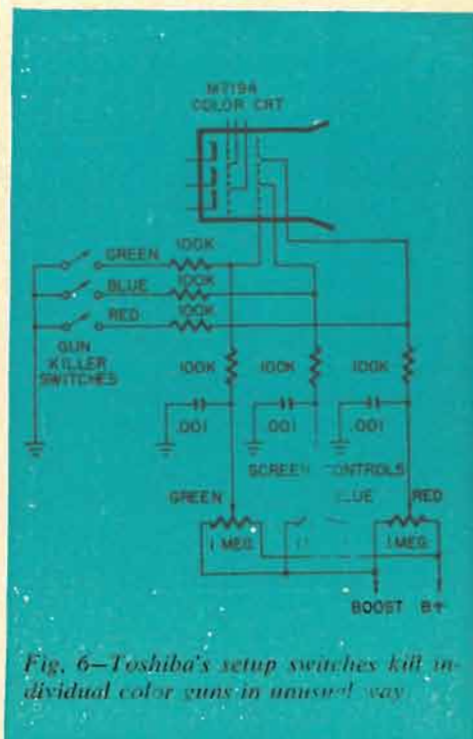 M719A
COLOR CRT
GREEN
100K
BLUE
100K
RED
100K
GUN
KILLER
SWITCHES
100K
100K
100K
.001
.001
.001
SCREEN CONTROLS
GREEN
RED
1 MEG
1 MEG
BOOST B+
Fig. 6—Toshiba's setup switches kill in-
dividual color guns in unusual way